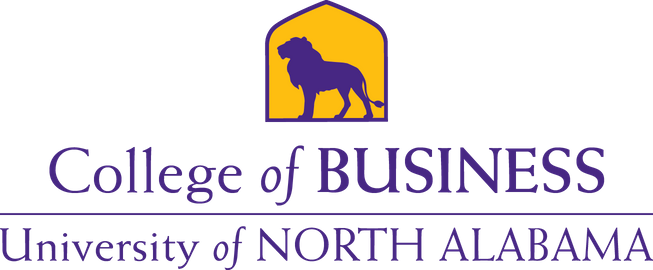 College of BUSINESS
University of NORTH ALABAMA